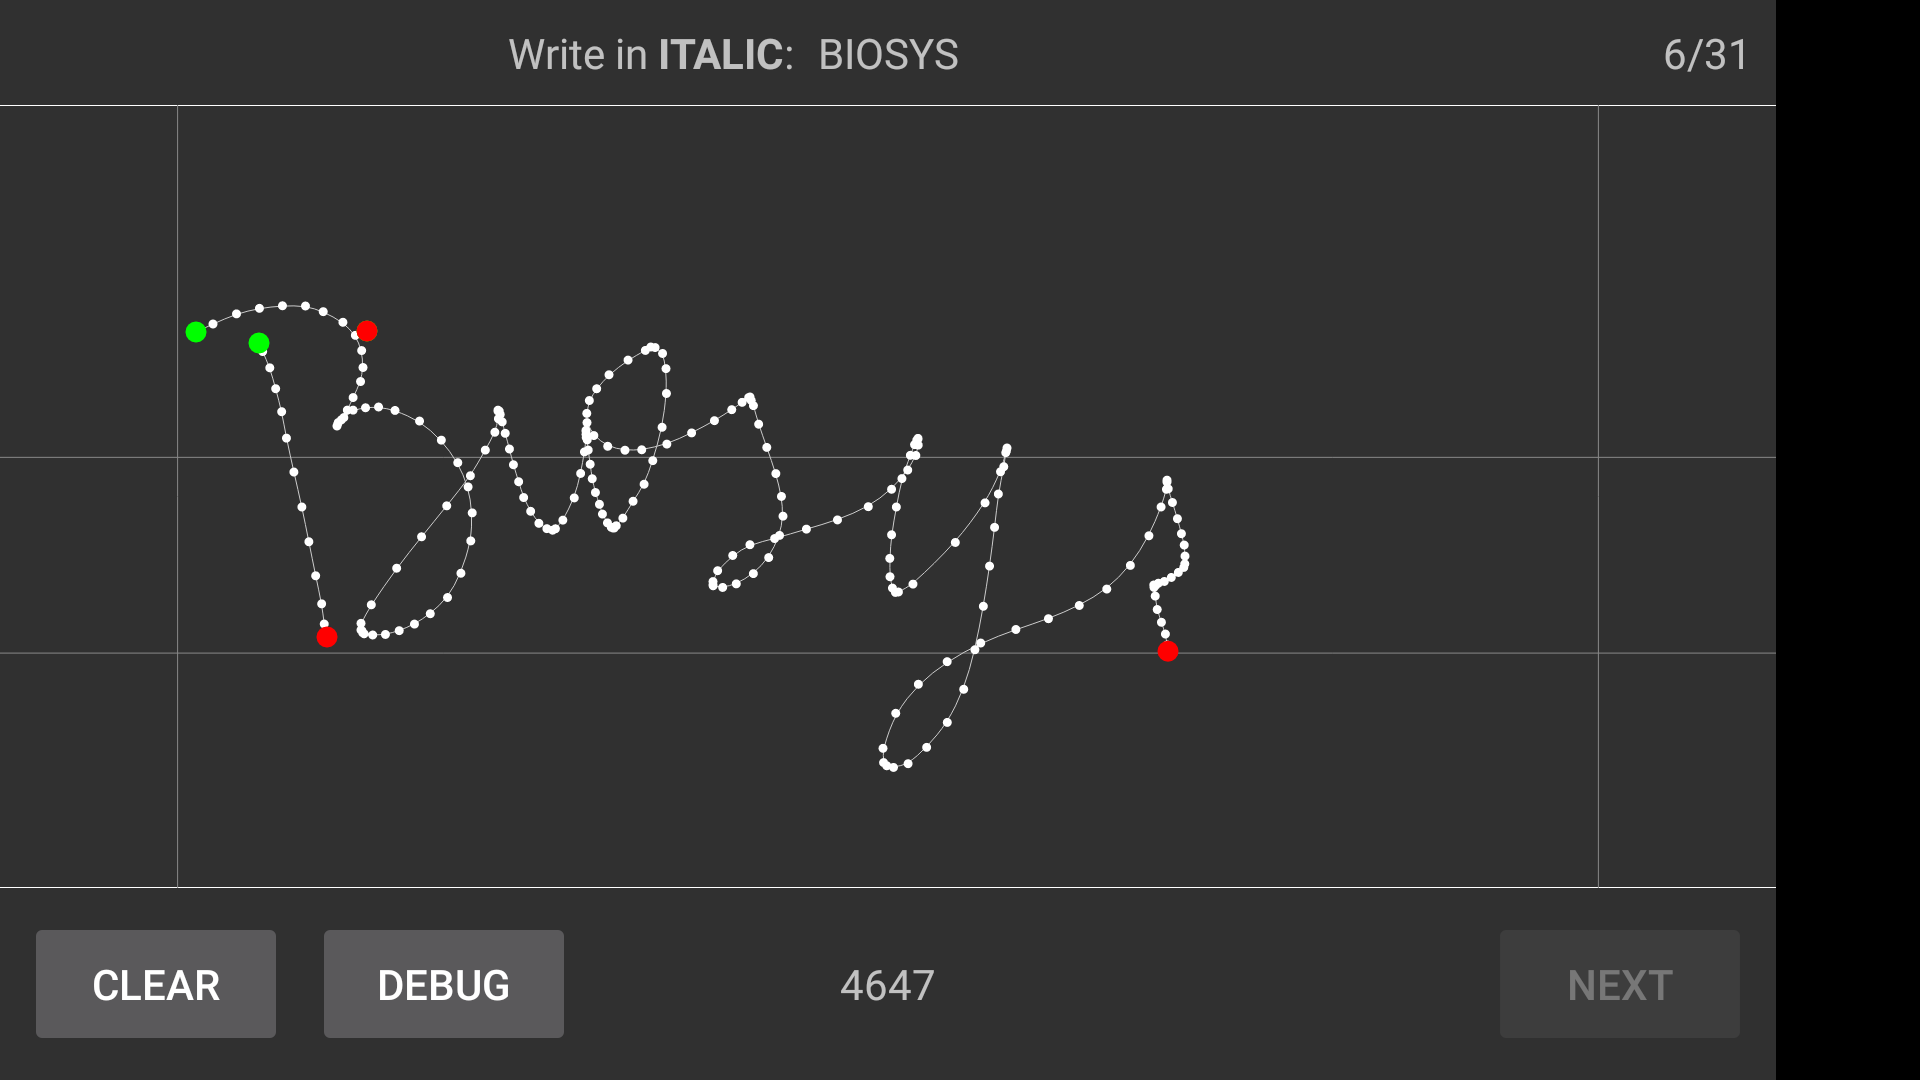 Write in ITALIC: BIOSYS
6/31
Biosys
CLEAR
DEBUG
4647
NEXT